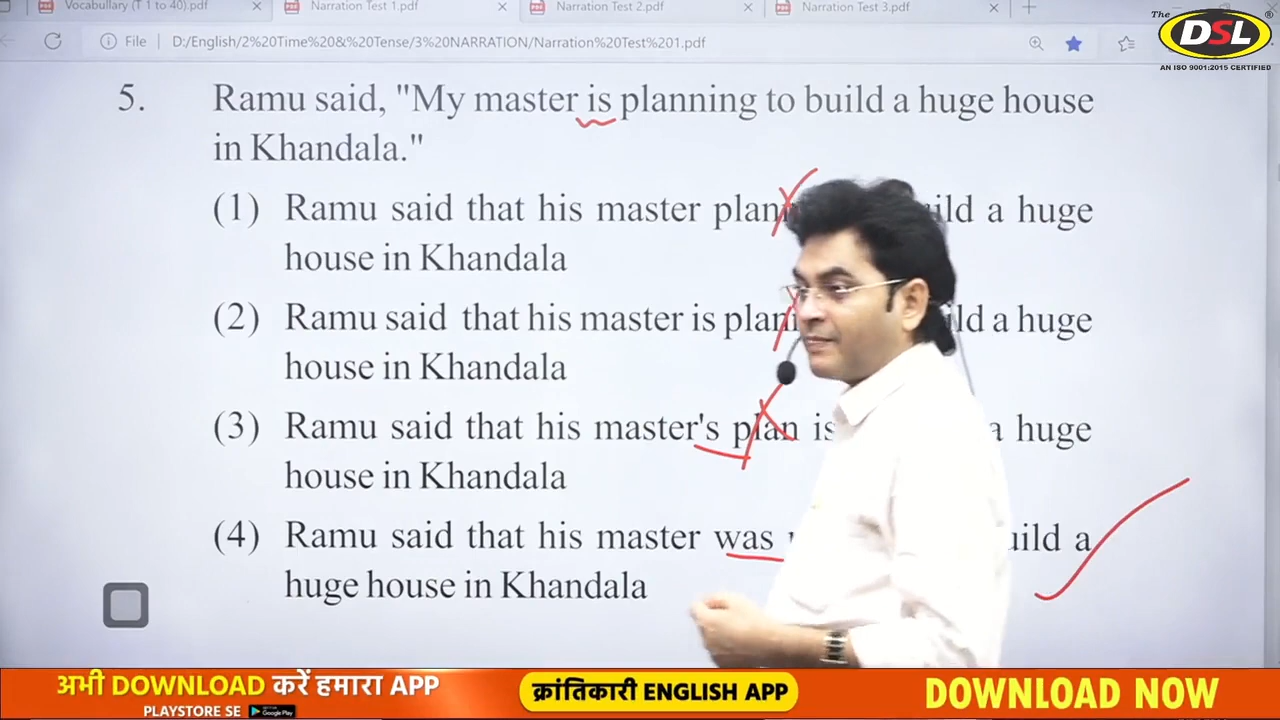 Vocabulary (T 1 to 40).pdf
Narration Test 1.pdf
Narration Test 2.pdf
Narration Test 3.pdf
File
D:/English/2%20Time%20&%20Tense/3%20NARRATION/Narration%20Test%201.pdf
The
DSL
®
AN ISO 9001:2015 CERTIFIED
5. Ramu said, "My master is planning to build a huge house
in Khandala."
(1) Ramu said that his master a huge
house in Khandala
(2) Ramu said that his master is a huge
house in Khandala
(3) Ramu said that his master's plan is a huge
house in Khandala
(4) Ramu said that his master was a
huge house in Khandala
अभी DOWNLOAD करें हमारा APP
PLAYSTORE SE Google Play
क्रांतिकारी ENGLISH APP
DOWNLOAD NOW